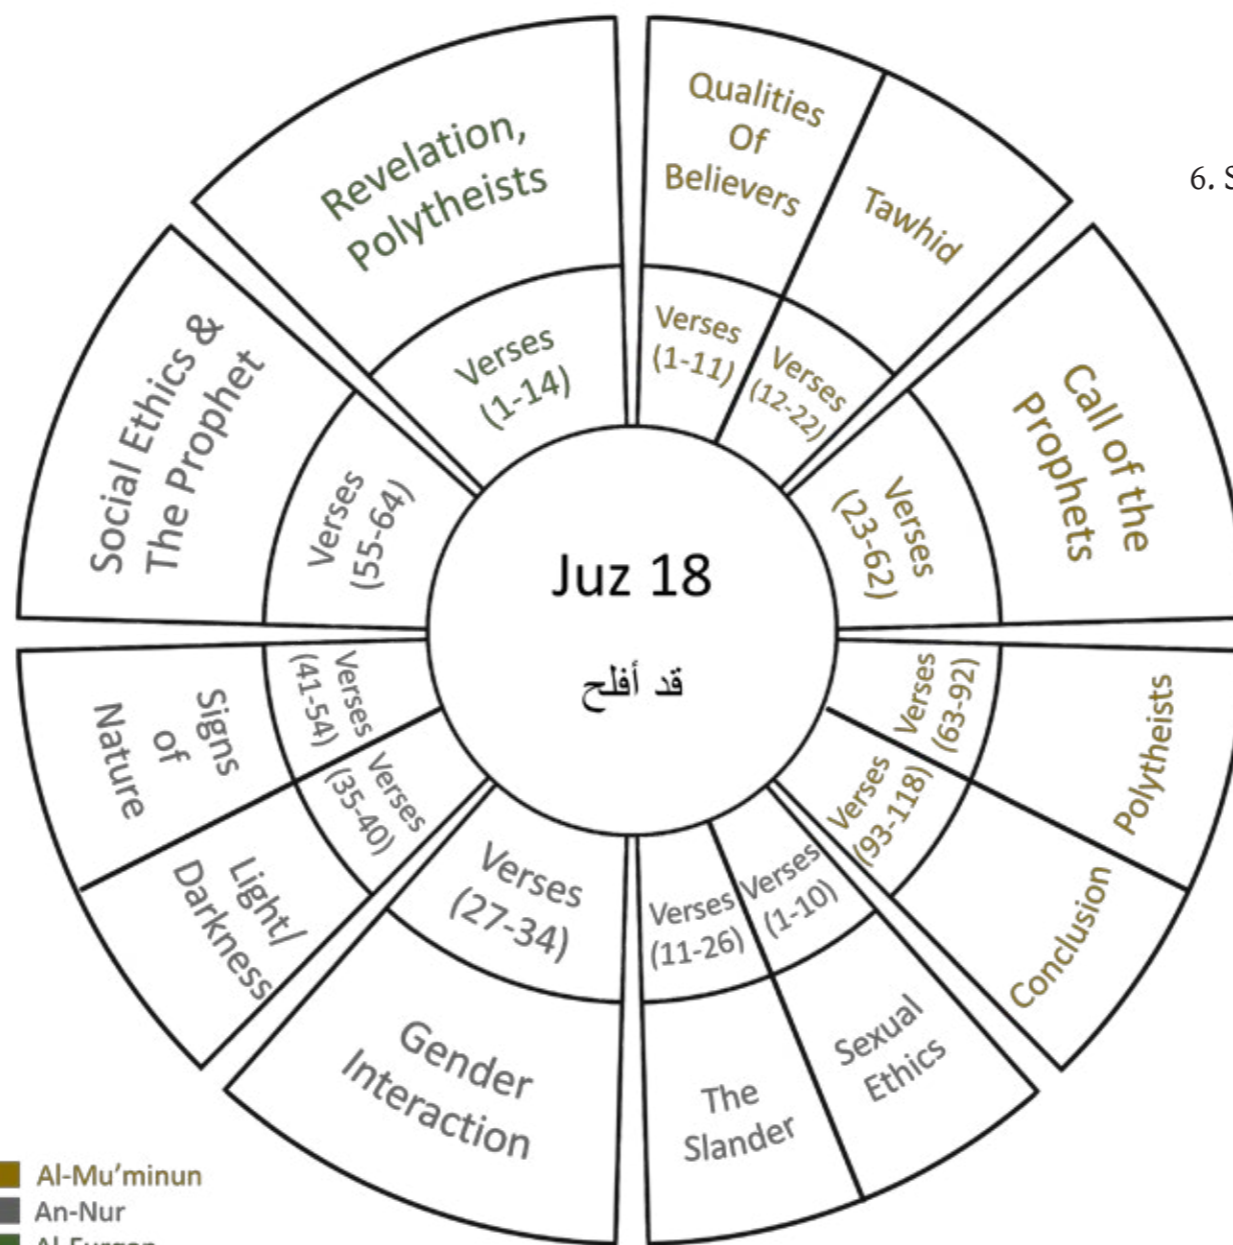 Qualities
Of
Believers
Verses
(1-11)
Tawhid
Verses
(12-22)
Call of the
Prophets
Verses
(23-62)
Polytheists
Verses
(63-92)
Conclusion
Verses
(93-118)
Sexual
Ethics
Verses
(1-10)
The
Slander
Verses
(11-26)
Gender
Interaction
Verses
(27-34)
Light/
Darkness
Verses
(35-40)
Signs
of
Nature
Verses
(41-54)
Social Ethics &
The Prophet
Verses
(55-64)
Revelation,
Polytheists
Verses
(1-14)
Juz 18
قد أفلح
6. S
Al-Mu’minun
An-Nur
Al-Furqan